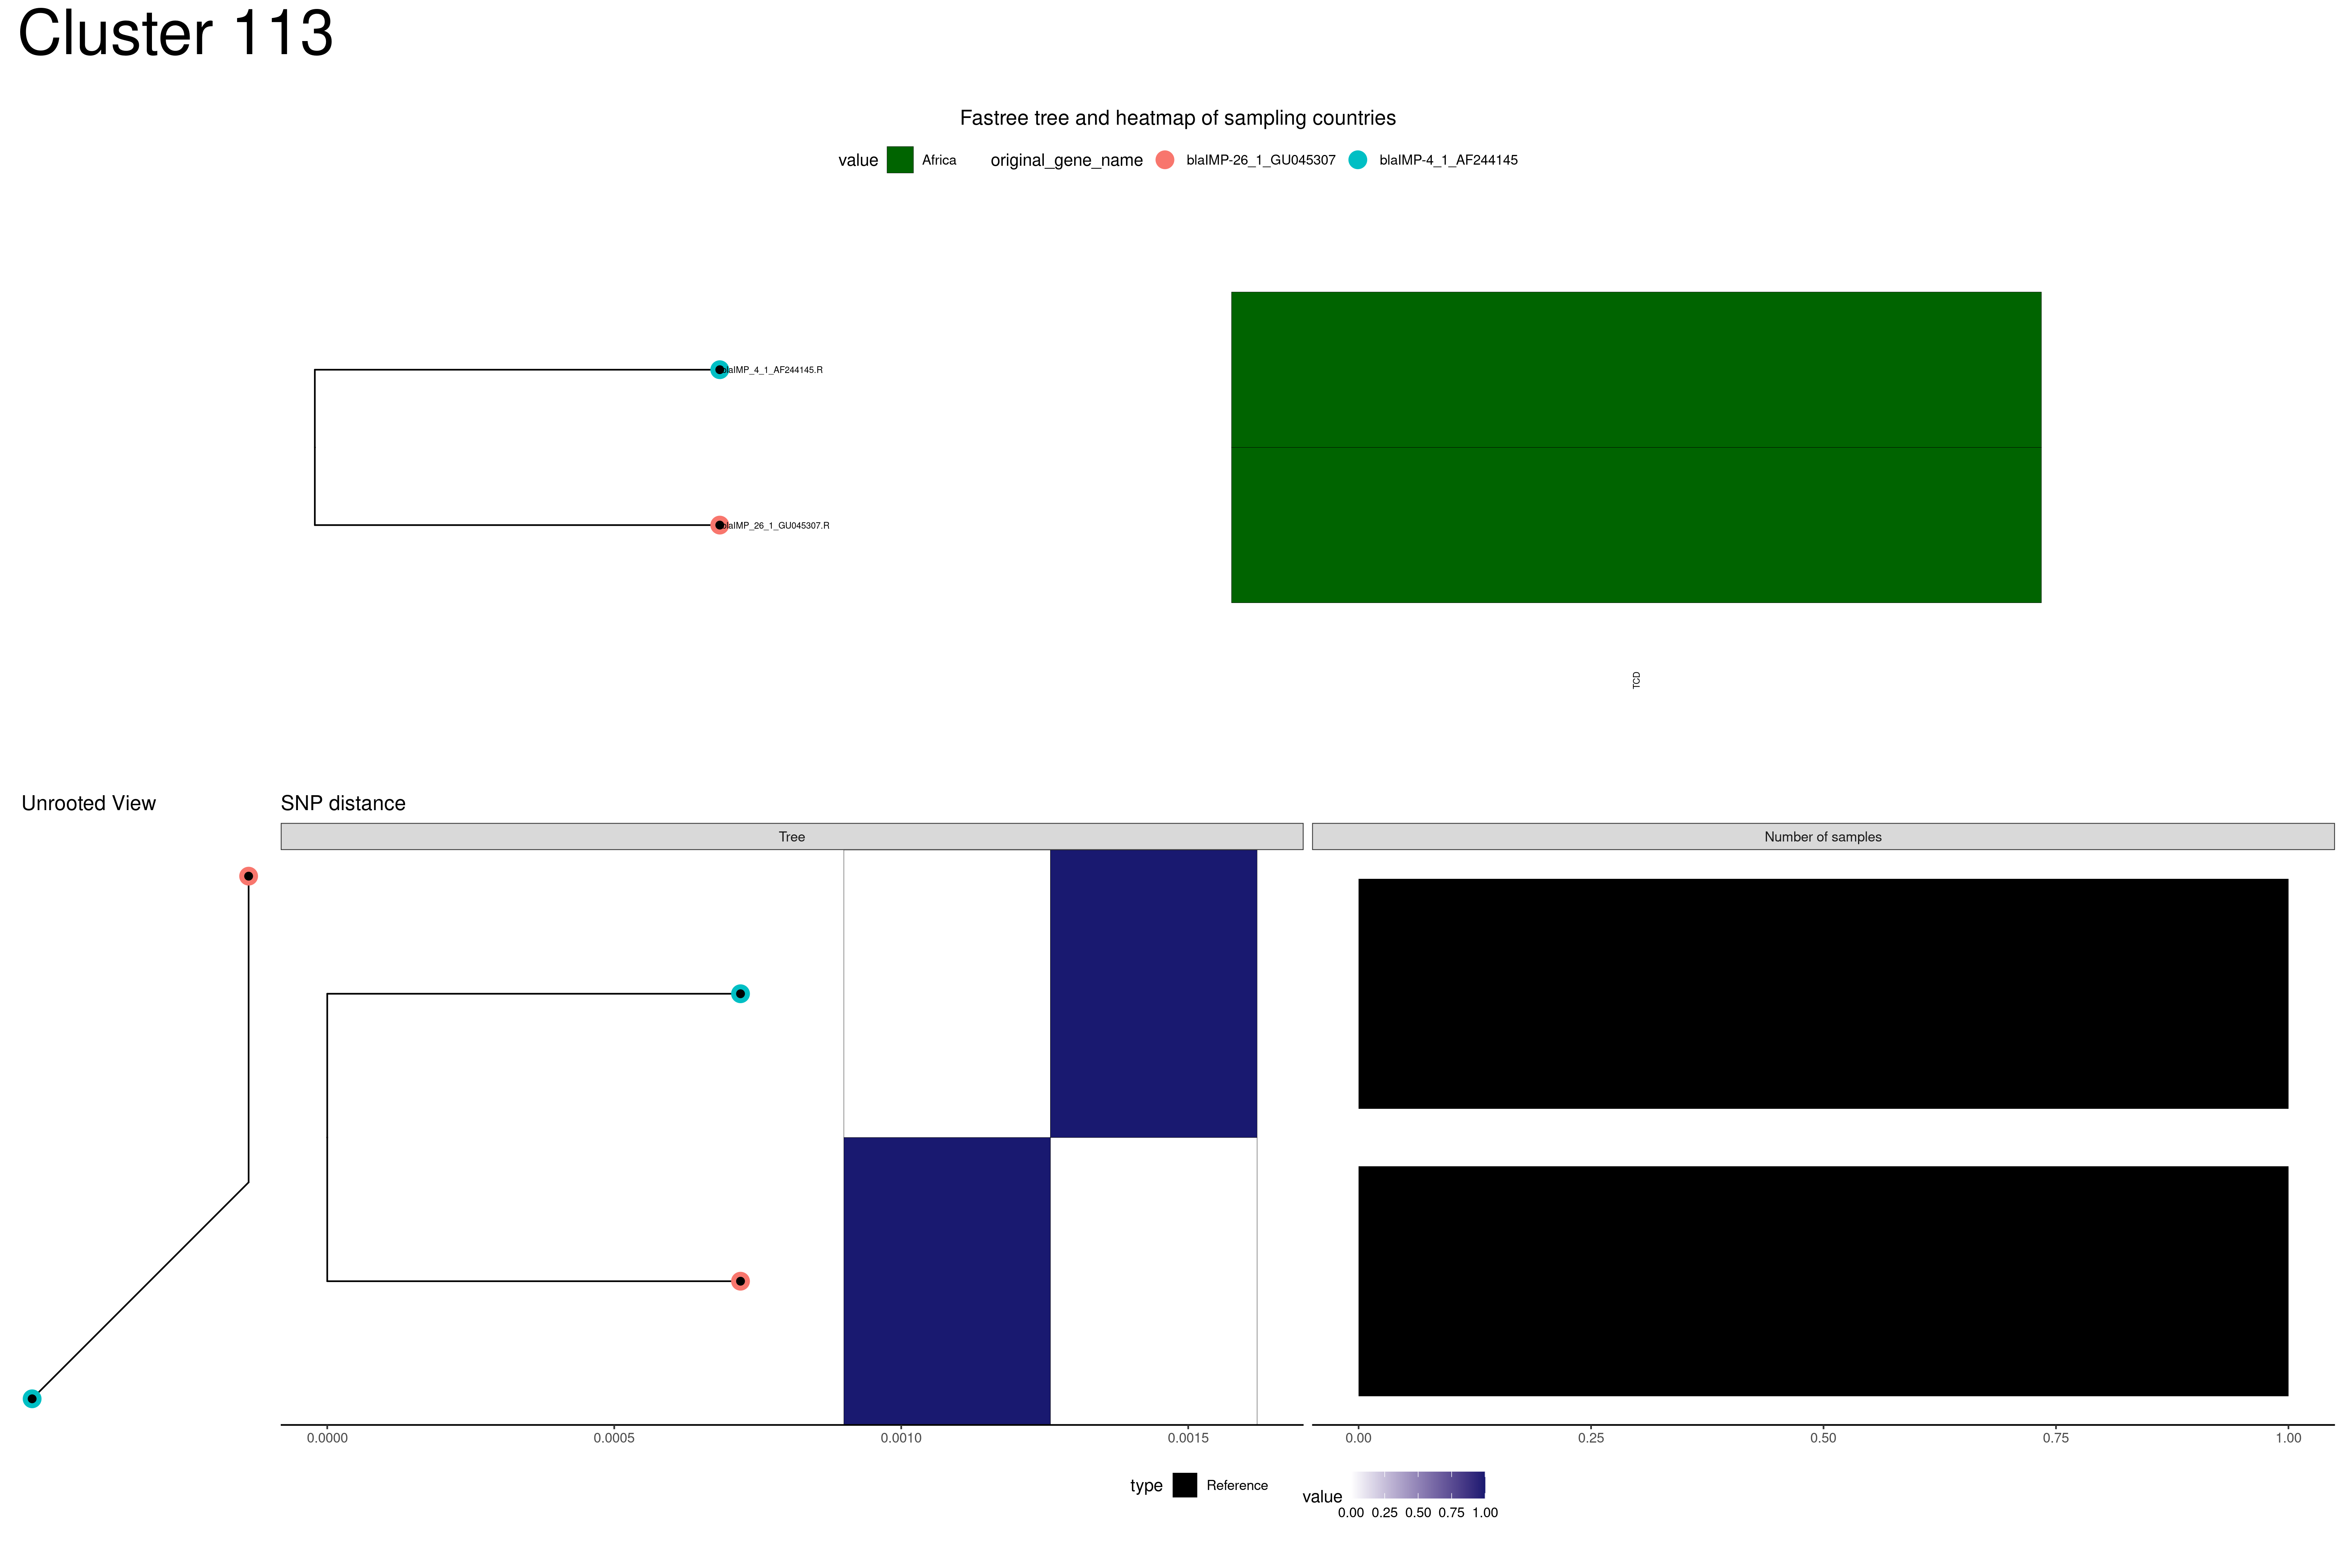 Cluster 113
Fastree tree and heatmap of sampling countries
value Africa original_gene_name blaIMP-26_1_GU045307 blaIMP-4_1_AF244145
blaIMP_4_1_AF244145.R
blaIMP_26_1_GU045307.R
TCD
Unrooted View SNP distance
Tree Number of samples
0.0000 0.0005 0.0010 0.0015 0.00 0.25 0.50 0.75 1.00
type Reference value
0.00 0.25 0.50 0.75 1.00